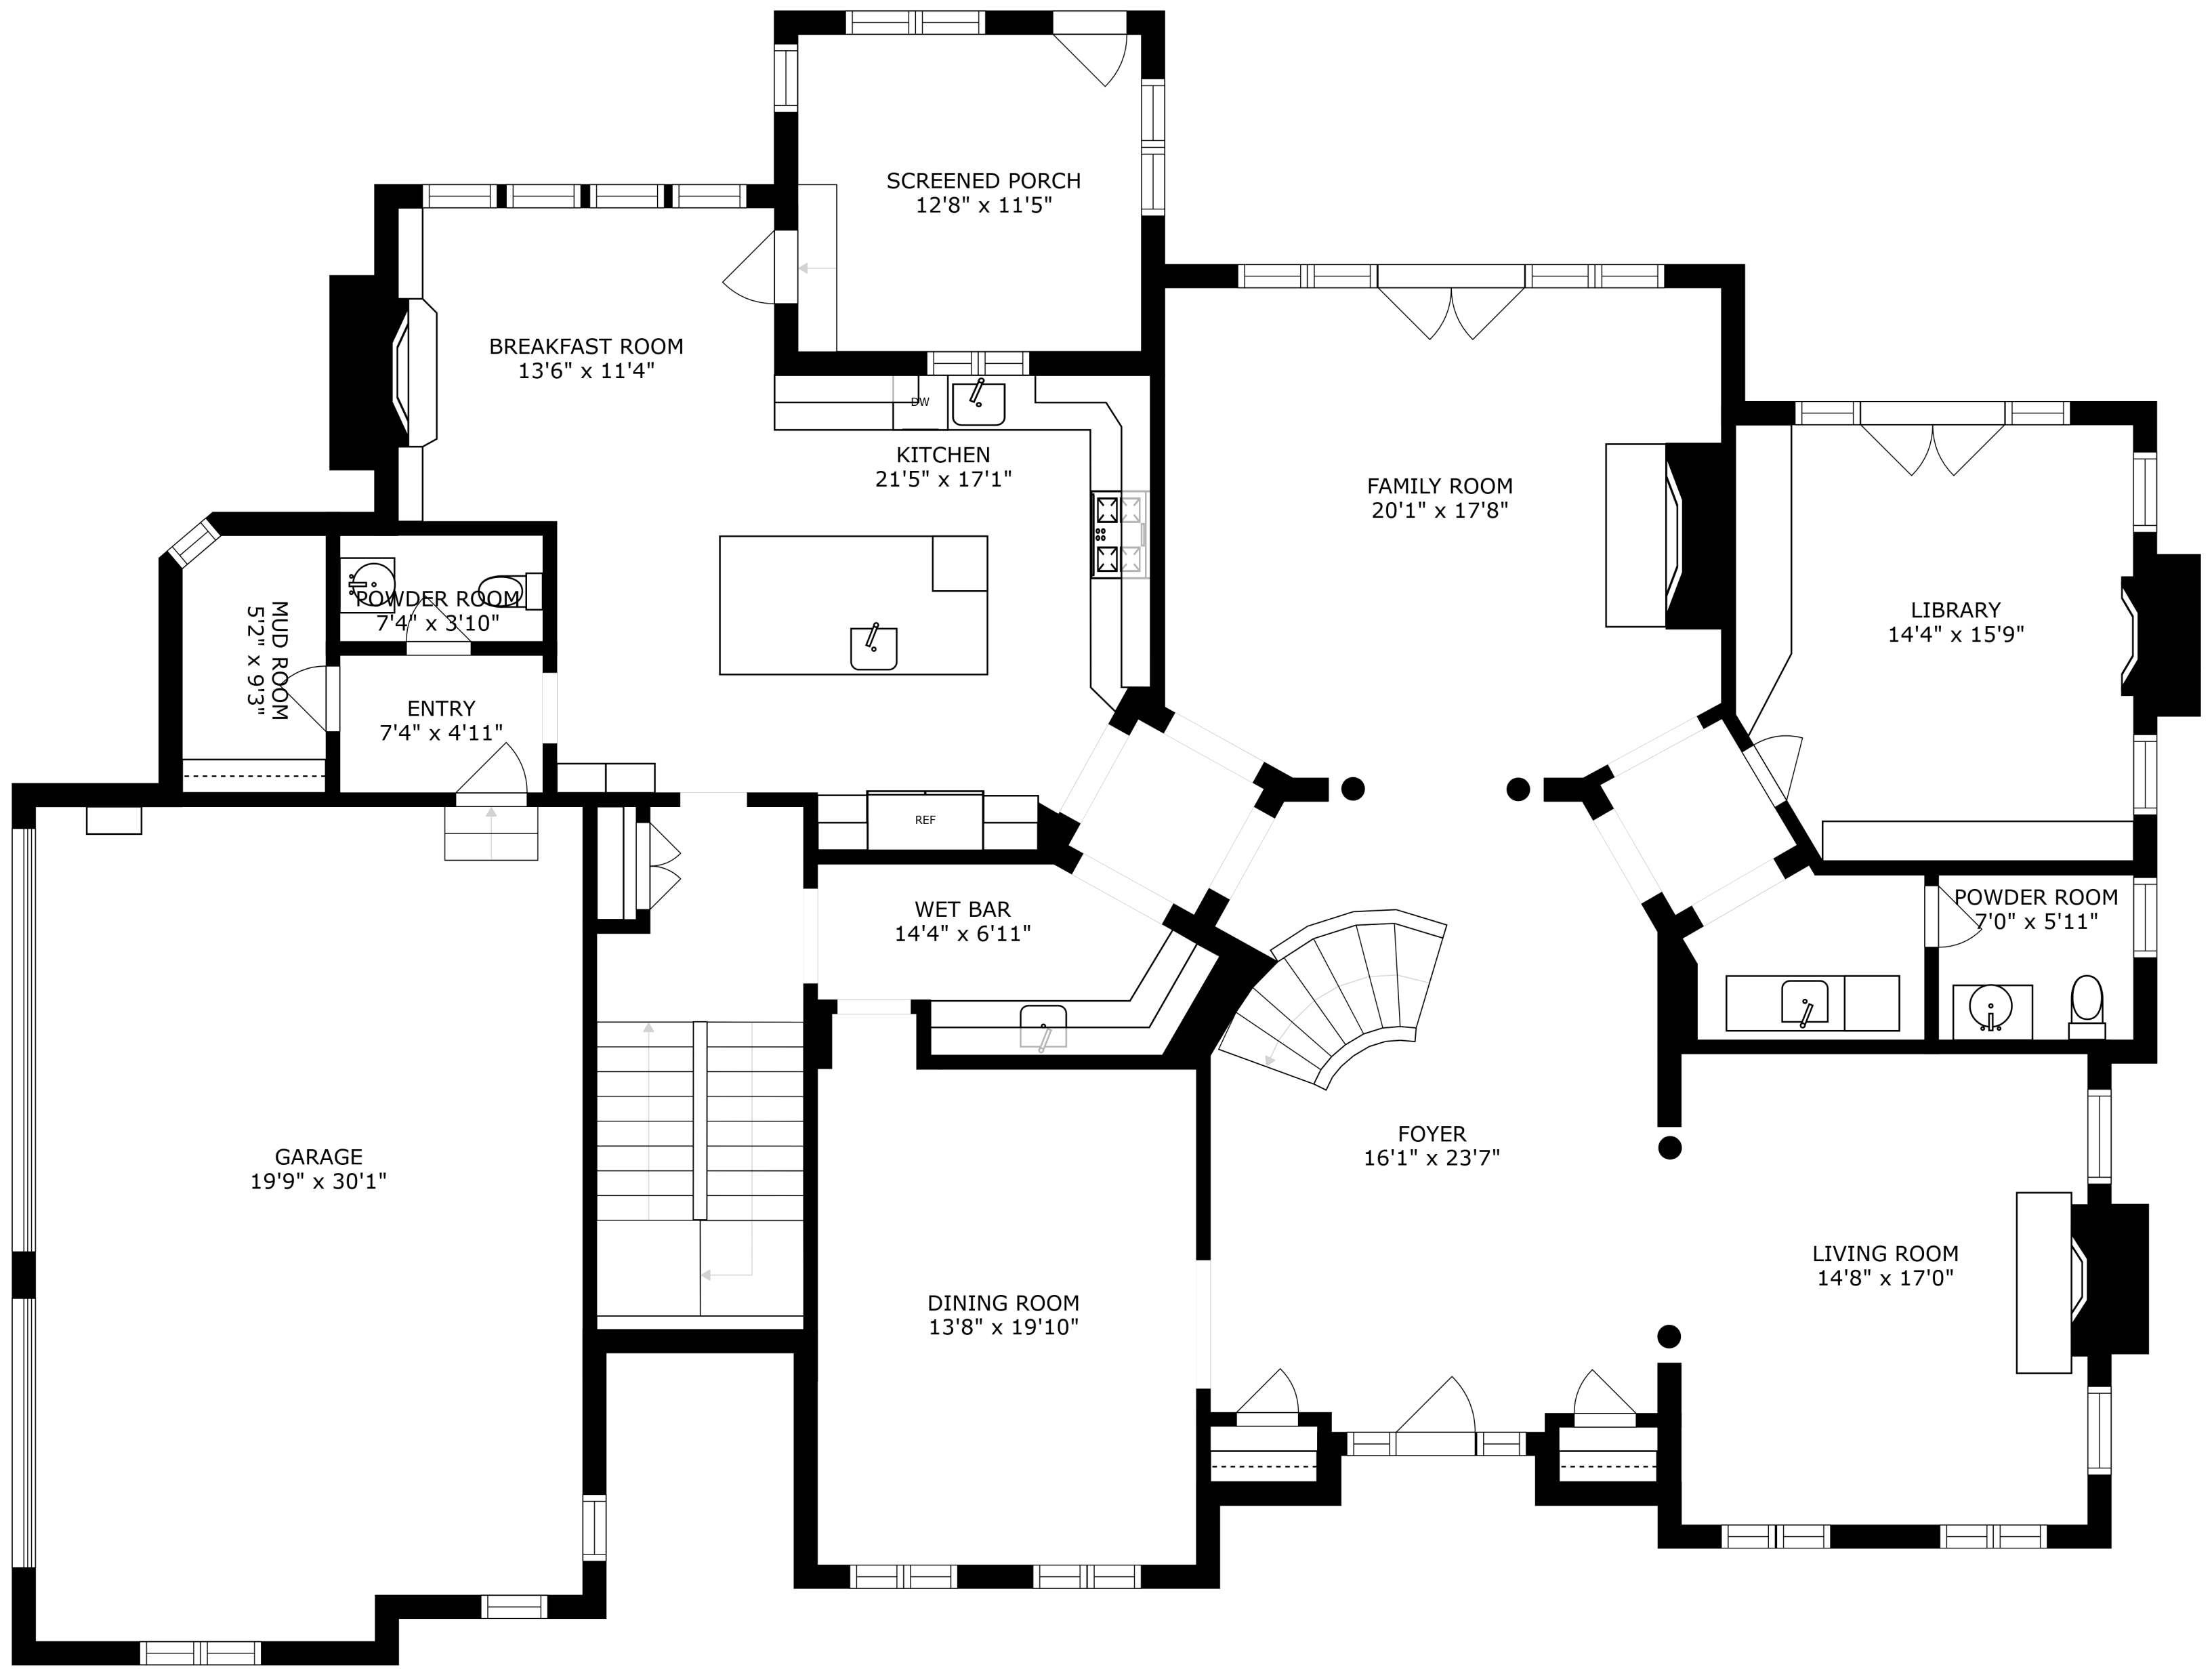 SCREENED PORCH
12'8" x 11'5"
BREAKFAST ROOM
13'6" x 11'4"
DW
KITCHEN
21'5" x 17'1"
FAMILY ROOM
20'1" x 17'8"
LIBRARY
14'4" x 15'9"
POWDER ROOM
7'4" x 3'10"
MUD ROOM
5'2" x 9'3"
ENTRY
7'4" x 4'11"
REF
WET BAR
14'4" x 6'11"
POWDER ROOM
7'0" x 5'11"
FOYER
16'1" x 23'7"
GARAGE
19'9" x 30'1"
LIVING ROOM
14'8" x 17'0"
DINING ROOM
13'8" x 19'10"